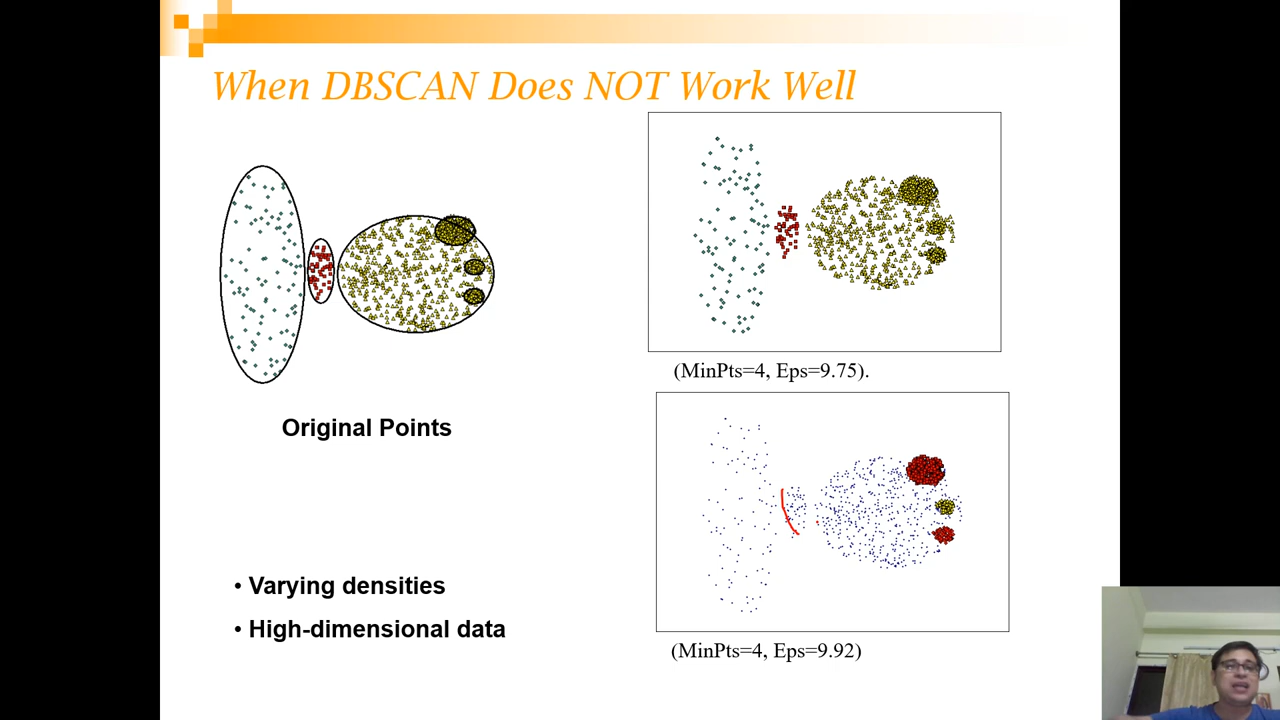 When DBSCAN Does NOT Work Well
(MinPts=4, Eps=9.75).
Original Points
• Varying densities
• High-dimensional data
(MinPts=4, Eps=9.92)